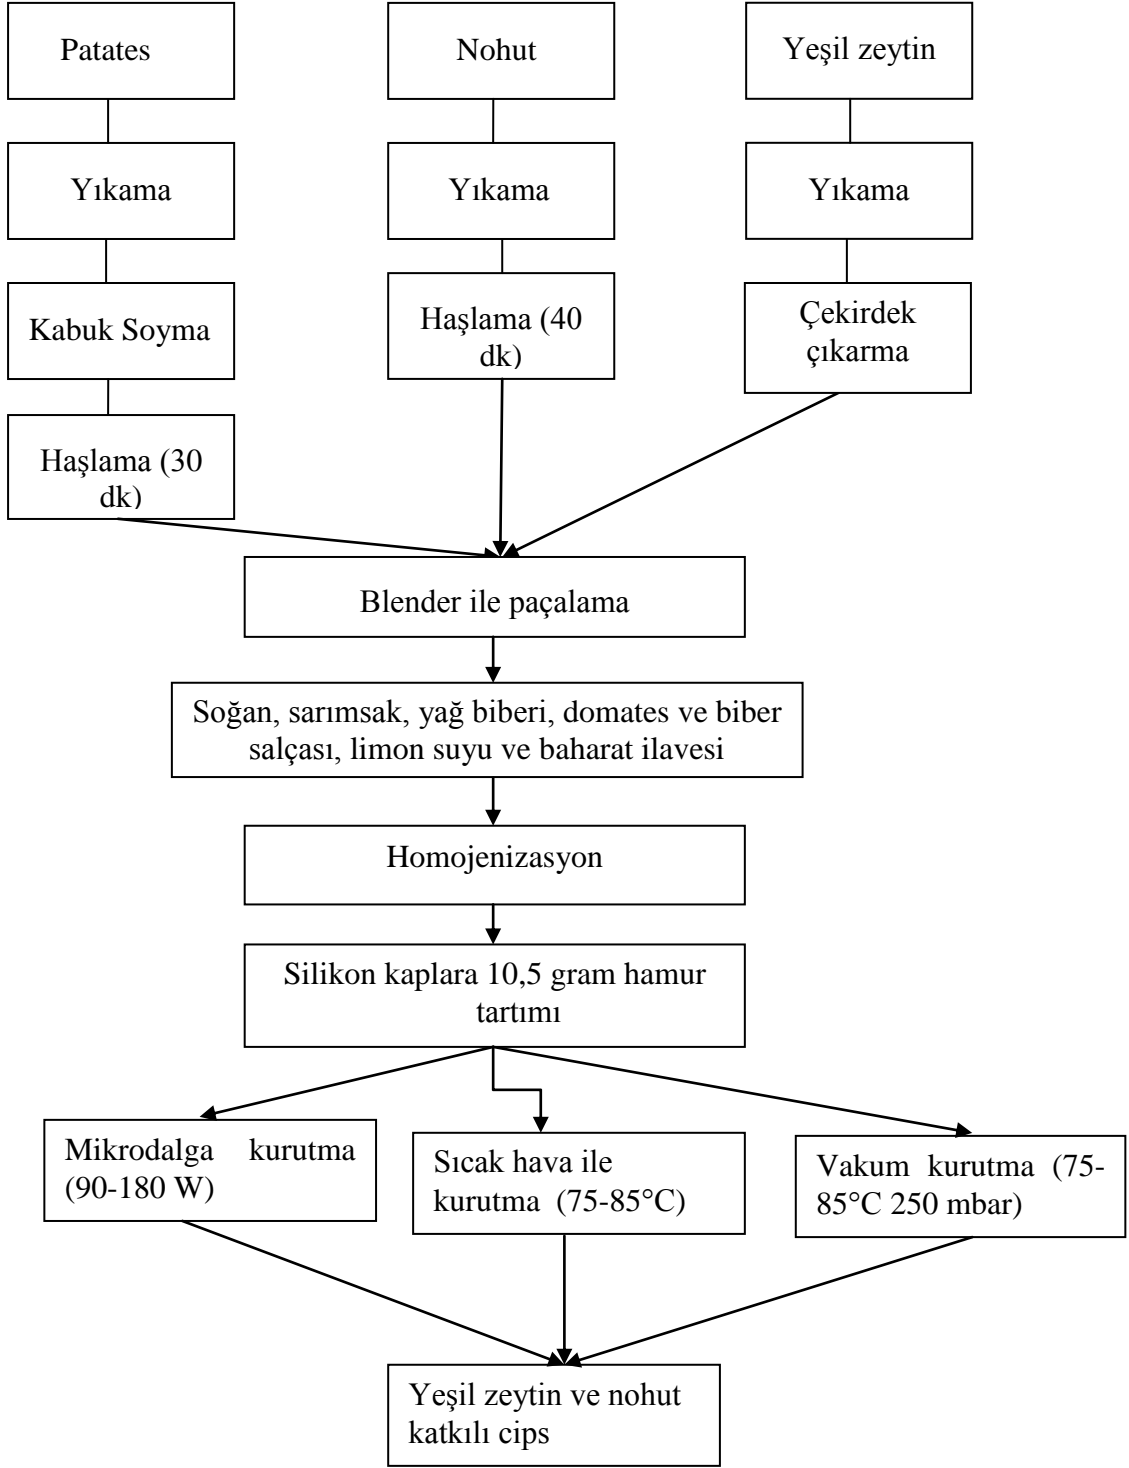 Patates
Nohut
Yeşil zeytin
Yıkama
Yıkama
Yıkama
Kabuk Soyma
Haşlama (40
dk)
Çekirdek
çıkarma
Haşlama (30
dk)
Blender ile paçalama
Soğan, sarımsak, yağ biberi, domates ve biber
salçası, limon suyu ve baharat ilavesi
Homojenizasyon
Silikon kaplara 10,5 gram hamur
tartımı
Mikrodalga kurutma
(90-180 W)
Sıcak hava ile
kurutma (75-85°C)
Vakum kurutma (75-
85°C 250 mbar)
Yeşil zeytin ve nohut
katkılı cips